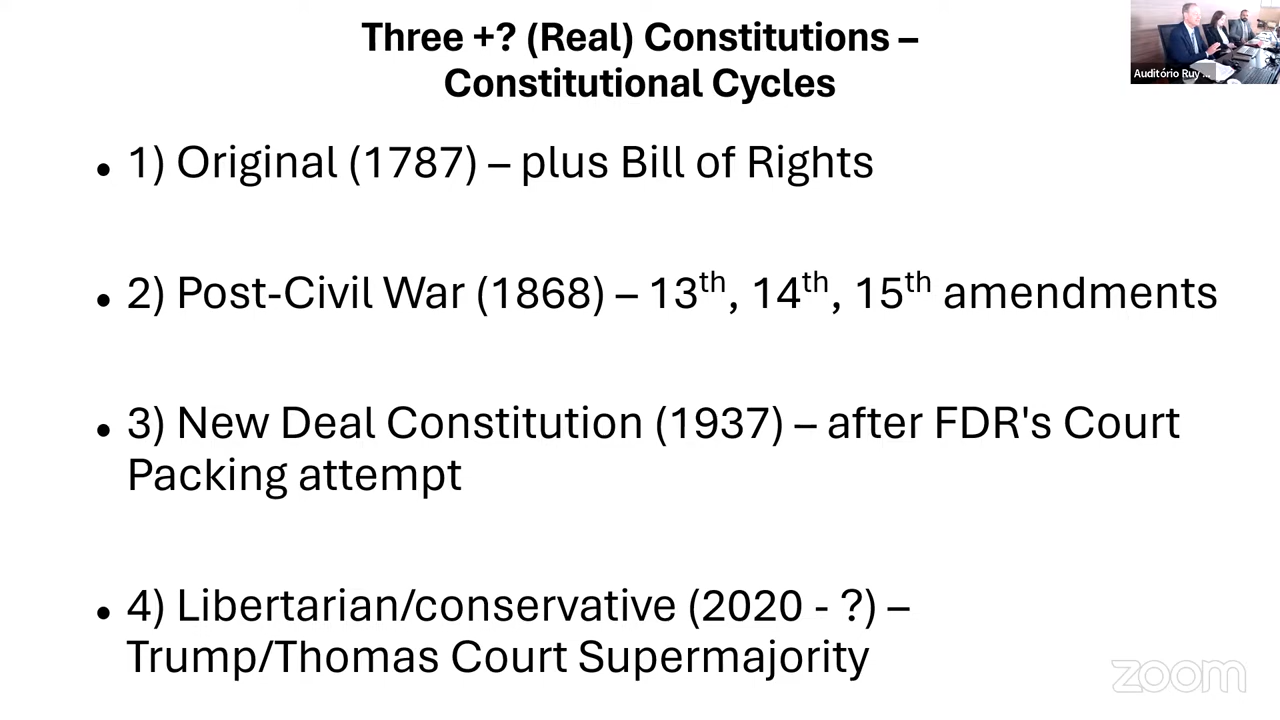 Three +? (Real) Constitutions –
Constitutional Cycles
Auditório Ruy ...
• 1) Original (1787) – plus Bill of Rights
• 2) Post-Civil War (1868) – 13th, 14th, 15th amendments
• 3) New Deal Constitution (1937) – after FDR's Court
Packing attempt
• 4) Libertarian/conservative (2020 - ?) –
Trump/Thomas Court Supermajority
zoom